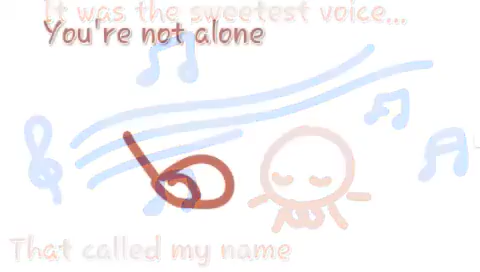 It was the sweetest voice...
You're not alone
That called my name